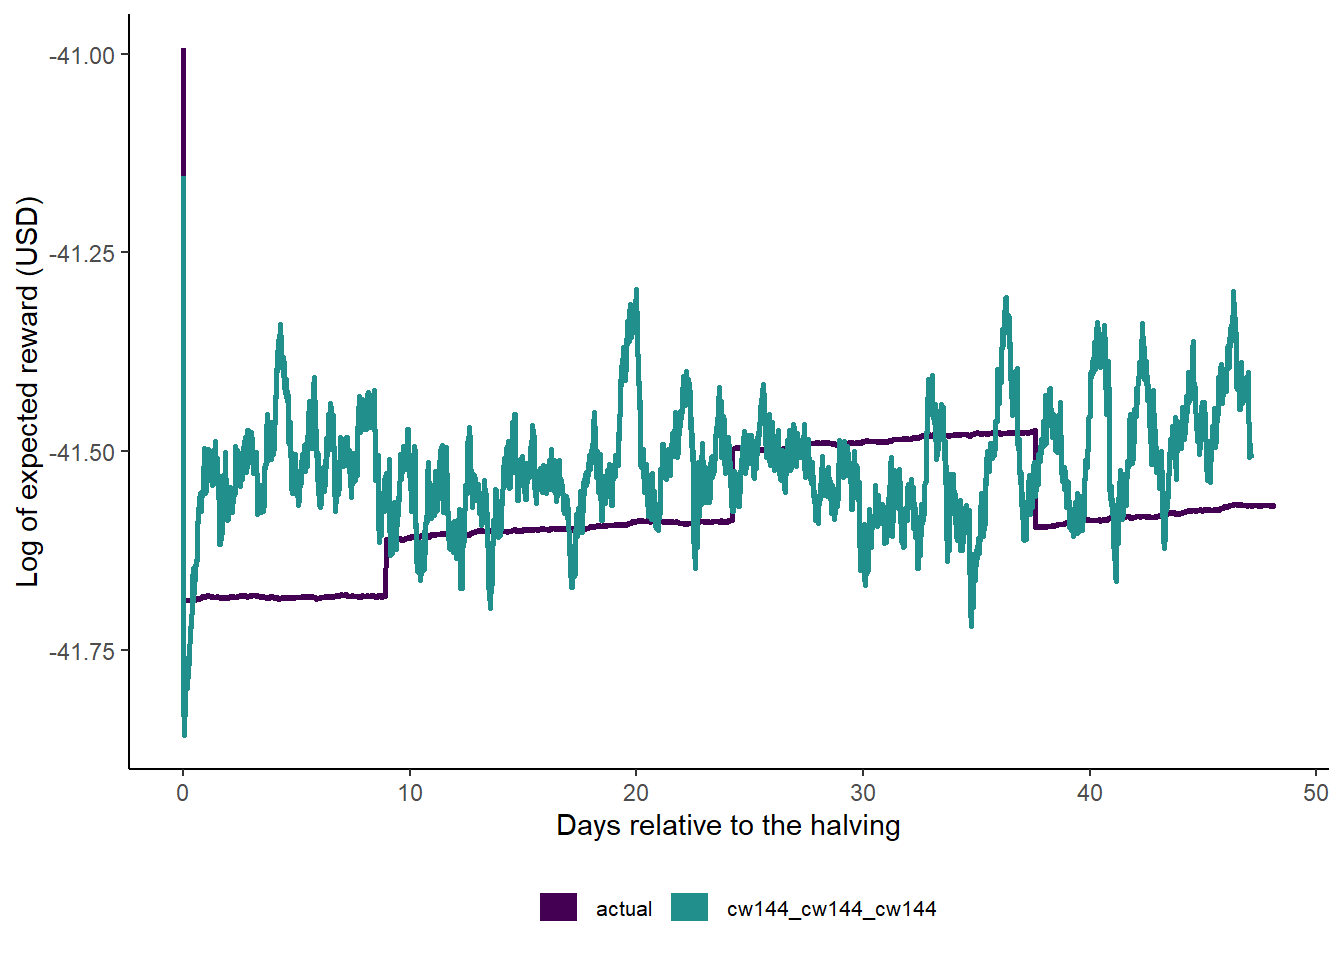 Log of expected reward (USD)
-41.00
-41.25
-41.50
-41.75
0 10 20 30 40 50
Days relative to the halving
actual cw144_cw144_cw144